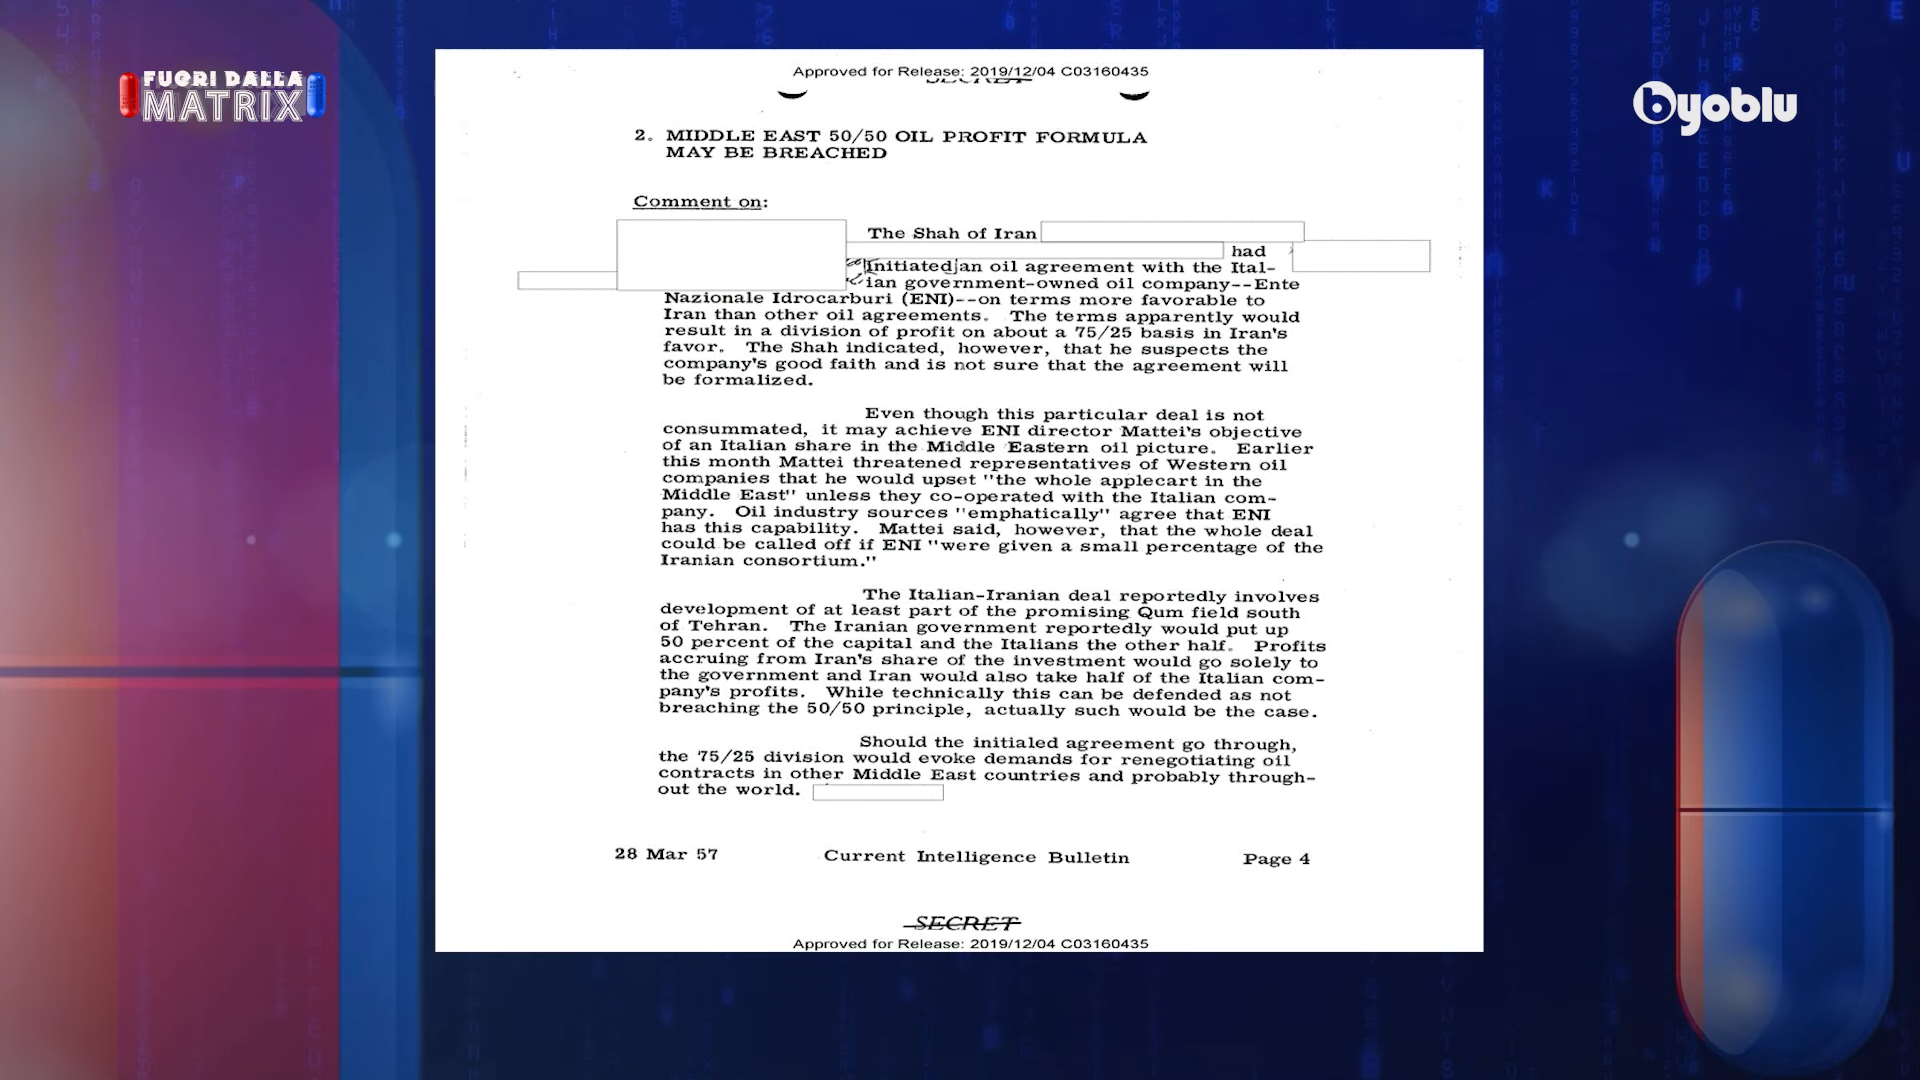 FUORI DALLA
MATRIX
byoblu
Approved for Release: 2019/12/04 C03160435
SECRET
2. MIDDLE EAST 50/50 OIL PROFIT FORMULA
MAY BE BREACHED
Comment on:
The Shah of Iran
had
initiated an oil agreement with the Ital-
ian government-owned oil company--Ente
Nazionale Idrocarburi (ENI)--on terms more favorable to
Iran than other oil agreements. The terms apparently would
result in a division of profit on about a 75/25 basis in Iran's
favor. The Shah indicated, however, that he suspects the
company's good faith and is not sure that the agreement will
be formalized.
Even though this particular deal is not
consummated, it may achieve ENI director Mattei's objective
of an Italian share in the Middle Eastern oil picture. Earlier
this month Mattei threatened representatives of Western oil
companies that he would upset "the whole applecart in the
Middle East" unless they co-operated with the Italian com-
pany. Oil industry sources "emphatically" agree that ENI
has this capability. Mattei said, however, that the whole deal
could be called off if ENI "were given a small percentage of the
Iranian consortium."
The Italian-Iranian deal reportedly involves
development of at least part of the promising Qum field south
of Tehran. The Iranian government reportedly would put up
50 percent of the capital and the Italians the other half. Profits
accruing from Iran's share of the investment would go solely to
the government and Iran would also take half of the Italian com-
pany's profits. While technically this can be defended as not
breaching the 50/50 principle, actually such would be the case.
Should the initialed agreement go through,
the 75/25 division would evoke demands for renegotiating oil
contracts in other Middle East countries and probably through-
out the world.
28 Mar 57 Current Intelligence Bulletin Page 4
SECRET
Approved for Release: 2019/12/04 C03160435